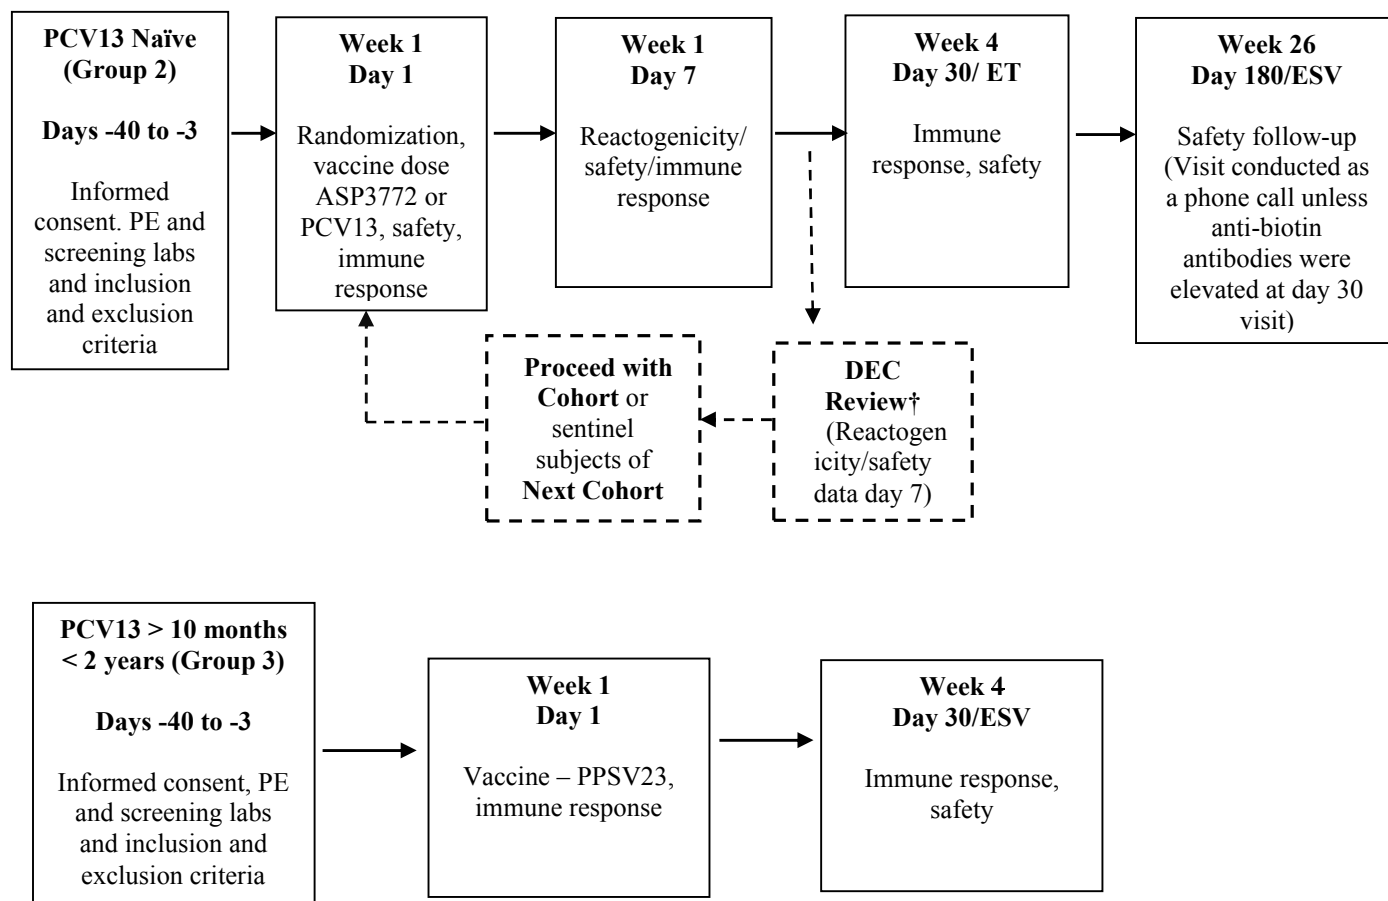 PCV13 Naïve
(Group 2)
Days -40 to -3
Informed
consent. PE and
screening labs
and inclusion
and exclusion
criteria
Week 1
Day 1
Randomization,
vaccine dose
ASP3772 or
PCV13, safety,
immune
response
Week 1
Day 7
Reactogenicity/
safety/immune
response
Week 4
Day 30/ ET
Immune
response, safety
Week 26
Day 180/ESV
Safety follow-up
(Visit conducted as
a phone call unless
anti-biotin
antibodies were
elevated at day 30
visit)
Proceed with
Cohort or
sentinel
subjects of
Next Cohort
DEC
Review†
(Reactogen
icity/safety
data day 7)
PCV13 > 10 months
< 2 years (Group 3)
Days -40 to -3
Informed consent, PE
and screening labs
and inclusion and
exclusion criteria
Week 1
Day 1
Vaccine – PPSV23,
immune response
Week 4
Day 30/ESV
Immune response,
safety